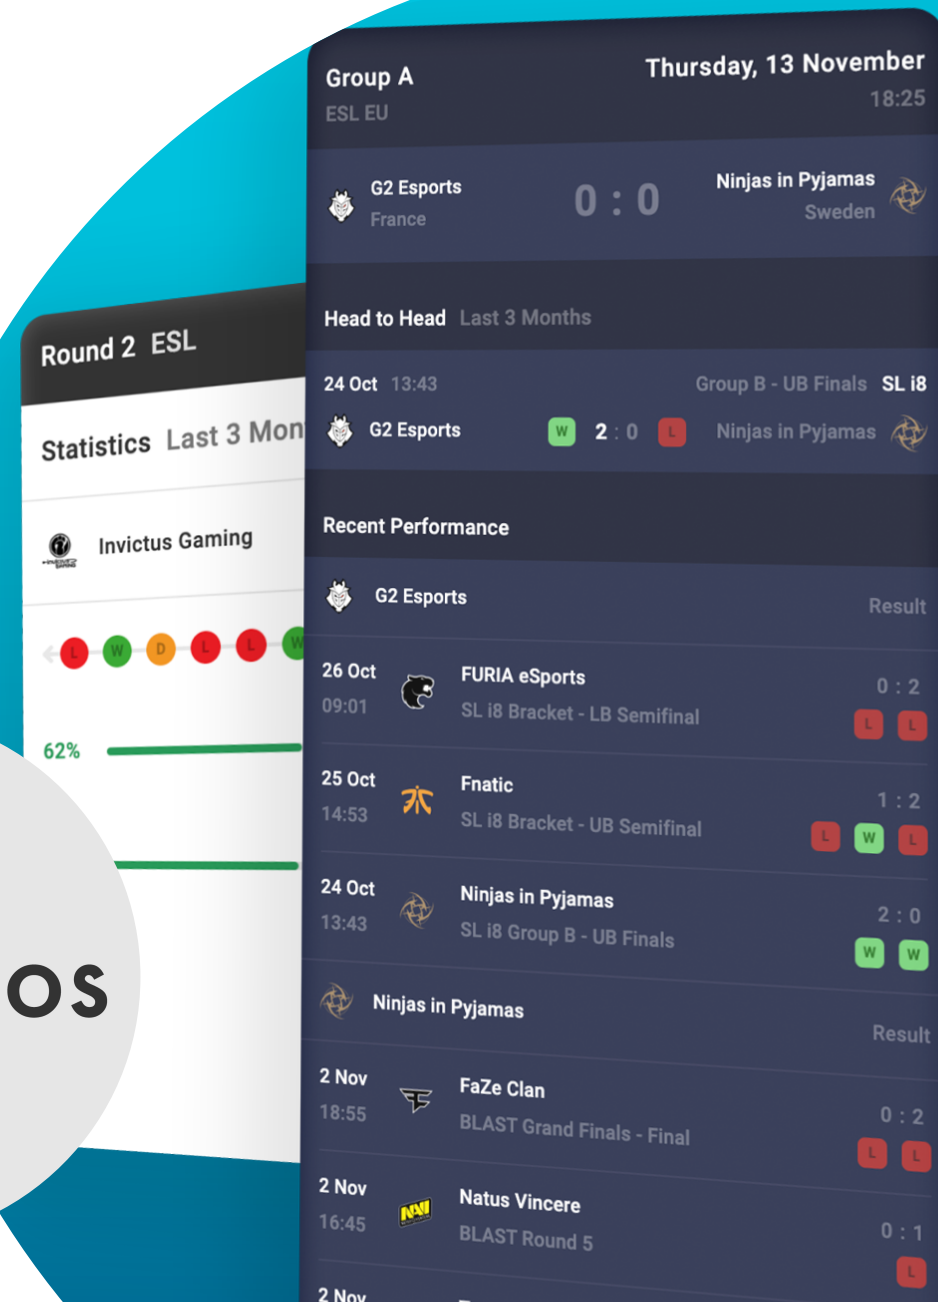 Group A
Thursday, 13 November
ESL EU
18:25
G2 Esports
France
0 : 0
Ninjas in Pyjamas
Sweden
Head to Head Last 3 Months
24 Oct 13:43
Group B - UB Finals SL i8
G2 Esports
W 2 : 0 L
Ninjas in Pyjamas
Recent Performance
G2 Esports
Result
26 Oct
09:01
FURIA eSports
SL i8 Bracket - LB Semifinal
0 : 2
L L
25 Oct
14:53
Fnatic
SL i8 Bracket - UB Semifinal
1 : 2
L W L
24 Oct
13:43
Ninjas in Pyjamas
SL i8 Group B - UB Finals
2 : 0
W W
Ninjas in Pyjamas
Result
2 Nov
18:55
FaZe Clan
BLAST Grand Finals - Final
0 : 2
L L
2 Nov
16:45
NAVI
Natus Vincere
BLAST Round 5
0 : 1
L
2 Nov
Round 2 ESL
Statistics Last 3 Mon
Invictus Gaming
L W D L L W
62%
OS